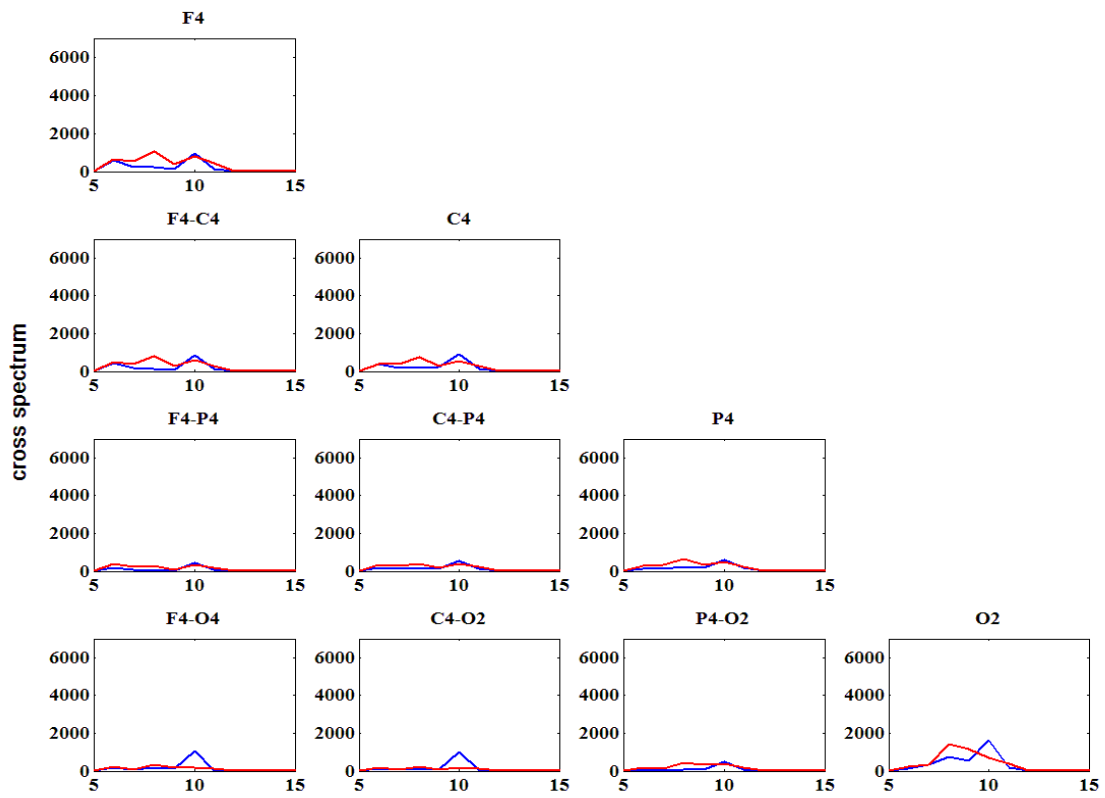 F4
6000
4000
2000
0
5 10 15
F4-C4 C4
6000 6000
4000 4000
2000 2000
0 0
5 10 15 5 10 15
cross spectrum
F4-P4 C4-P4 P4
6000 6000 6000
4000 4000 4000
2000 2000 2000
0 0 0
5 10 15 5 10 15 5 10 15
F4-O4 C4-O2 P4-O2 O2
6000 6000 6000 6000
4000 4000 4000 4000
2000 2000 2000 2000
0 0 0 0
5 10 15 5 10 15 5 10 15 5 10 15